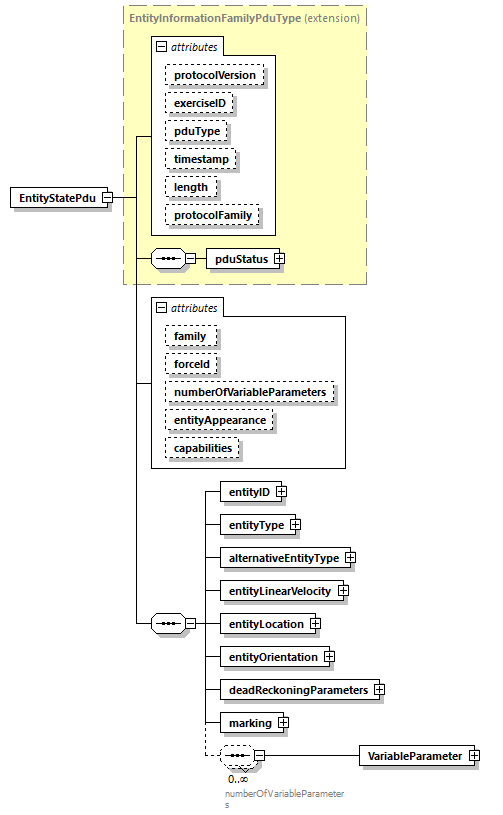 EntityInformationFamilyPduType (extension)
attributes
protocolVersion
exerciseID
pduType
timestamp
length
protocolFamily
EntityStatePdu
pduStatus
attributes
family
forceId
numberOfVariableParameters
entityAppearance
capabilities
entityID
entityType
alternativeEntityType
entityLinearVelocity
entityLocation
entityOrientation
deadReckoningParameters
marking
VariableParameter
0..∞
numberOfVariableParameter
s